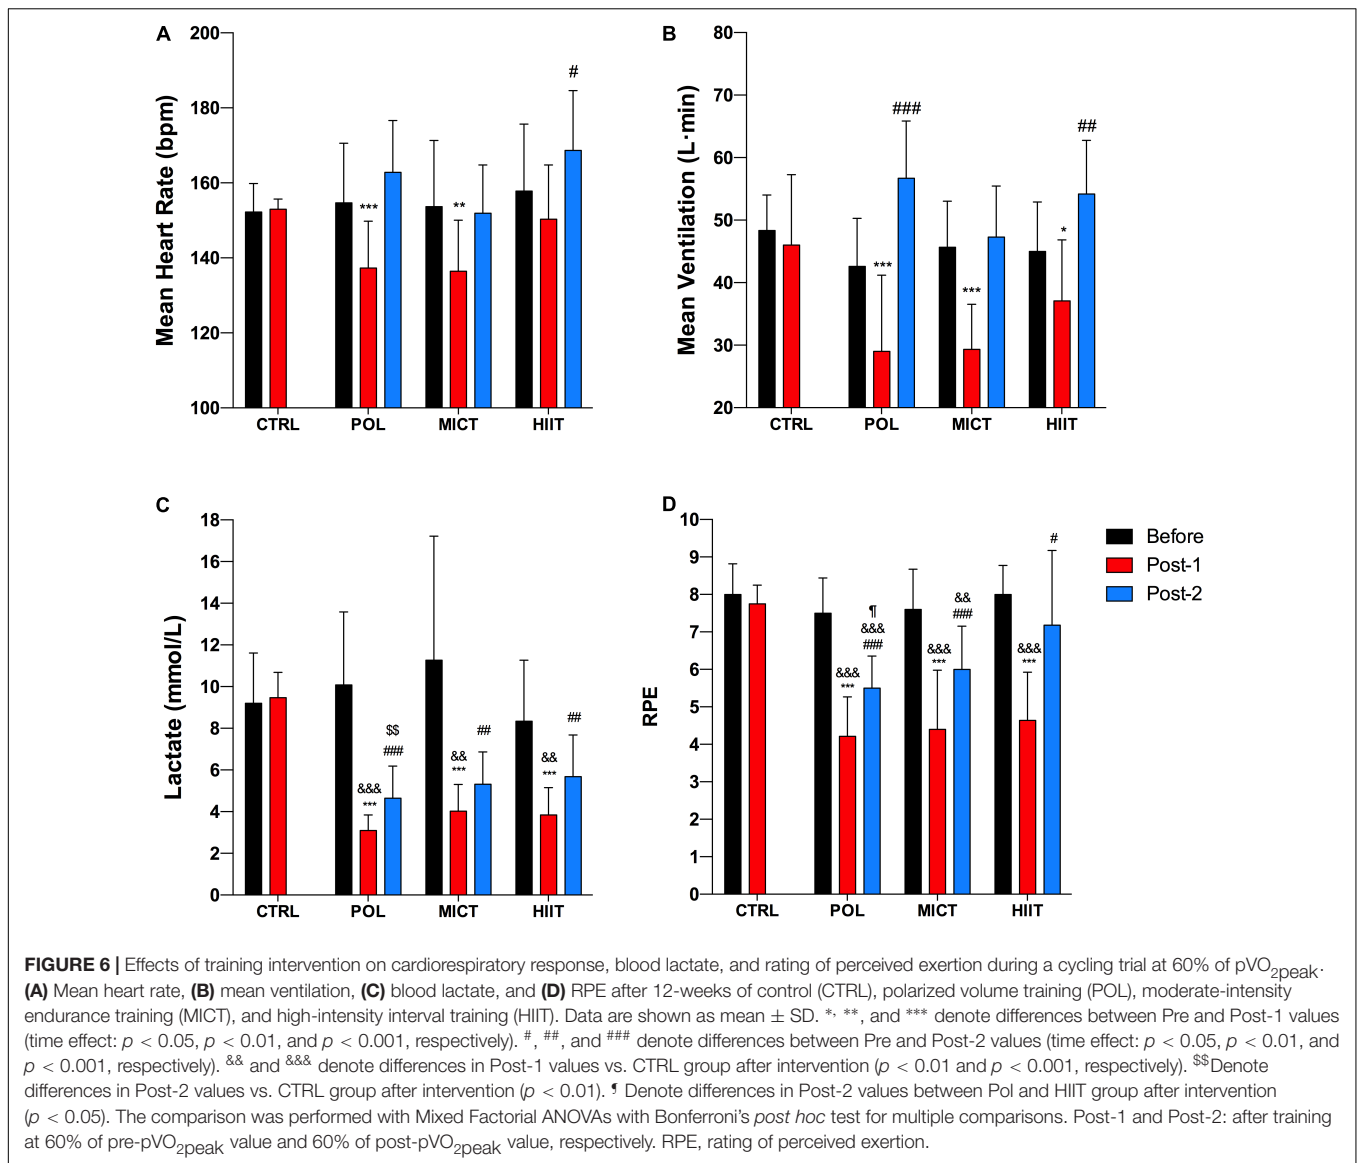 A
200
180
160
140
120
100
Mean Heart Rate (bpm)
***
**
#
CTRL POL MICT HIIT
B
80
70
60
50
40
30
20
Mean Ventilation (L·min)
***
###
***
*
##
CTRL POL MICT HIIT
C
18
16
14
12
10
8
6
4
2
0
Lactate (mmol/L)
&&&
***
$$
###
&&
***
##
&&
***
##
CTRL POL MICT HIIT
D
10
9
8
7
6
5
4
3
2
1
0
RPE
&&&
***
¶
&&&
###
&&&
***
&&
###
&&&
***
#
CTRL POL MICT HIIT
Before
Post-1
Post-2
FIGURE 6 | Effects of training intervention on cardiorespiratory response, blood lactate, and rating of perceived exertion during a cycling trial at 60% of pVO2peak.
(A) Mean heart rate, (B) mean ventilation, (C) blood lactate, and (D) RPE after 12-weeks of control (CTRL), polarized volume training (POL), moderate-intensity
endurance training (MICT), and high-intensity interval training (HIIT). Data are shown as mean ± SD. *, **, and *** denote differences between Pre and Post-1 values
(time effect: p < 0.05, p < 0.01, and p < 0.001, respectively). #, ##, and ### denote differences between Pre and Post-2 values (time effect: p < 0.05, p < 0.01, and
p < 0.001, respectively). && and &&& denote differences in Post-1 values vs. CTRL group after intervention (p < 0.01 and p < 0.001, respectively). $$Denote
differences in Post-2 values vs. CTRL group after intervention (p < 0.01). ¶ Denote differences in Post-2 values between Pol and HIIT group after intervention
(p < 0.05). The comparison was performed with Mixed Factorial ANOVAs with Bonferroni's post hoc test for multiple comparisons. Post-1 and Post-2: after training
at 60% of pre-pVO2peak value and 60% of post-pVO2peak value, respectively. RPE, rating of perceived exertion.